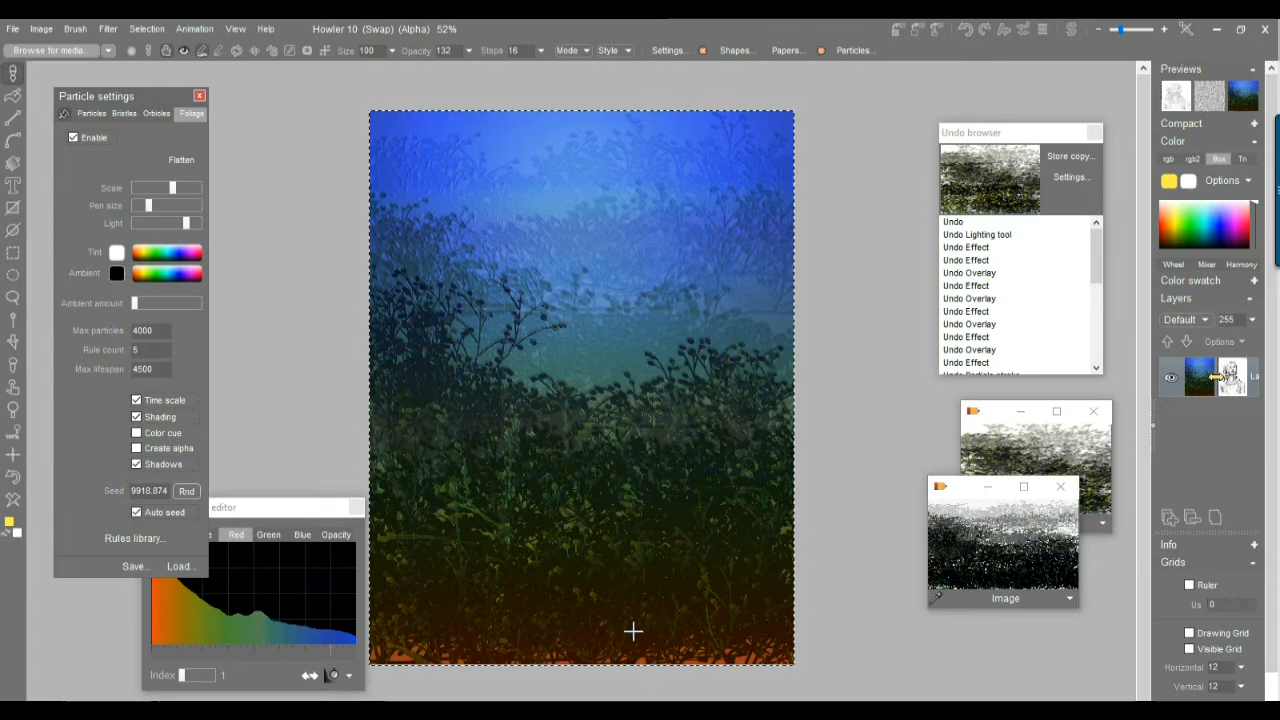 File Image Brush Filter Selection Animation View Help Howler 10 (Swap) (Alpha) 52%
Browse for media... Size 100 Opacity 132 Steps 16 Mode Style Settings... Shapes... Papers... Particles...
Particle settings
Particles Bristles Orbicles Foliage
Enable
Flatten
Scale
Pen size
Light
Tint
Ambient
Ambient amount
Max particles 4000
Rule count 5
Max lifespan 4500
Time scale
Shading
Color cue
Create alpha
Shadows
Seed 9918.874 Rnd
Auto seed
Rules library...
Save... Load...
editor
Red Green Blue Opacity
Index 1
Undo browser
Store copy...
Settings...
Undo
Undo Lighting tool
Undo Effect
Undo Effect
Undo Overlay
Undo Effect
Undo Overlay
Undo Effect
Undo Overlay
Undo Effect
Undo Overlay
Undo Effect
Undo Particle stroke
Image
Previews
Compact
Color
rgb rgb2 Box Tri
Options
Wheel Mixer Harmony
Color swatch
Layers
Default 255
Options
La
Info
Grids
Ruler
Us 0
Drawing Grid
Visible Grid
Horizontal 12
Vertical 12